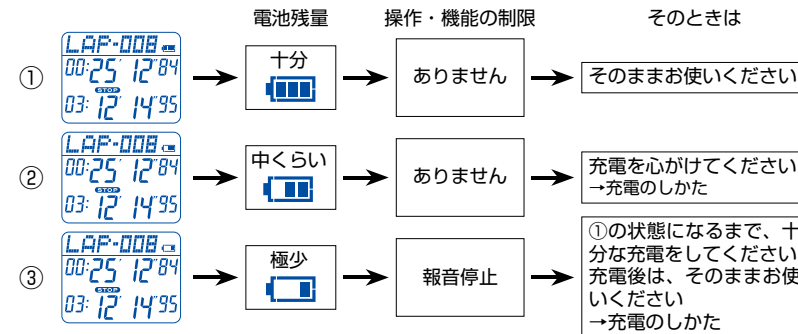 電池残量 操作・機能の制限 そのときは
① LAP-008 00:25′12″84 STOP 03:12′14″95 十分 ありません そのままお使いください
② LAP-008 00:25′12″84 STOP 03:12′14″95 中くらい ありません 充電を心がけてください
→充電のしかた
③ LAP-008 00:25′12″84 STOP 03:12′14″95 極少 報音停止 ①の状態になるまで、十
分な充電をしてください
充電後は、そのままお使
いください
→充電のしかた